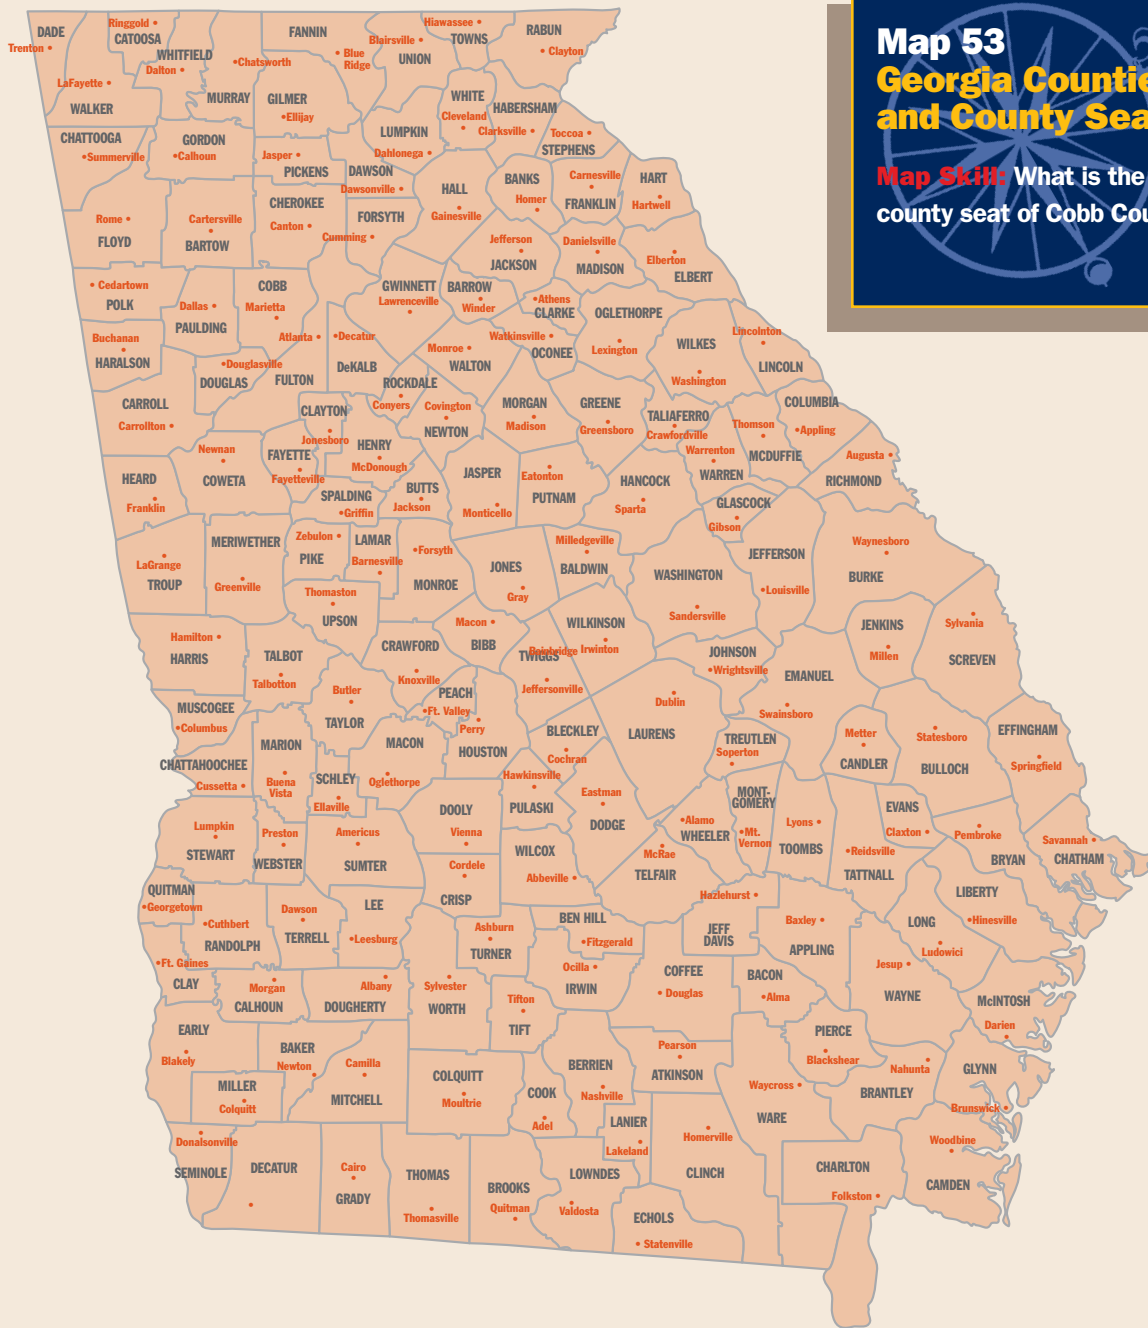 Map 53
Georgia Countie
and County Sea
Map Skill: What is the
county seat of Cobb Cou
DADE
Trenton
Ringgold
CATOOSA
WHITFIELD
Dalton
Chatsworth
FANNIN
Blue
Ridge
Blairsville
UNION
Hiawassee
TOWNS
RABUN
Clayton
LaFayette
WALKER
MURRAY
GILMER
Ellijay
WHITE
Cleveland
HABERSHAM
Clarksville
Toccoa
STEPHENS
LUMPKIN
Dahlonega
CHATTOOGA
Summerville
GORDON
Calhoun
Jasper
PICKENS
DAWSON
Dawsonville
HALL
Gainesville
BANKS
Homer
Carnesville
FRANKLIN
HART
Hartwell
Rome
FLOYD
Cartersville
BARTOW
CHEROKEE
Canton
FORSYTH
Cumming
Jefferson
JACKSON
Danielsville
MADISON
Elberton
ELBERT
Cedartown
POLK
Dallas
PAULDING
COBB
Marietta
GWINNETT
Lawrenceville
BARROW
Winder
Athens
CLARKE
OGLETHORPE
Lexington
Buchanan
HARALSON
Douglasville
DOUGLAS
Atlanta
FULTON
Decatur
DeKALB
Monroe
WALTON
Watkinsville
OCONEE
WILKES
Washington
Lincolnton
LINCOLN
CARROLL
Carrollton
CLAYTON
Jonesboro
ROCKDALE
Conyers
Covington
NEWTON
MORGAN
Madison
GREENE
Greensboro
TALIAFERRO
Crawfordville
Thomson
MCDUFFIE
COLUMBIA
Appling
Augusta
RICHMOND
Newnan
COWETA
FAYETTE
Fayetteville
HENRY
McDonough
Warrenton
WARREN
HEARD
Franklin
SPALDING
Griffin
BUTTS
Jackson
JASPER
Monticello
Eatonton
PUTNAM
HANCOCK
Sparta
GLASCOCK
Gibson
LaGrange
TROUP
MERIWETHER
Greenville
Zebulon
PIKE
LAMAR
Barnesville
Forsyth
MONROE
JONES
Gray
Milledgeville
BALDWIN
WASHINGTON
Sandersville
JEFFERSON
Louisville
Waynesboro
BURKE
Thomaston
UPSON
Hamilton
HARRIS
TALBOT
Talbotton
CRAWFORD
Knoxville
Macon
BIBB
TWIGGS
Bainbridge
Jeffersonville
WILKINSON
Irwinton
JOHNSON
Wrightsville
EMANUEL
Swainsboro
JENKINS
Millen
Sylvania
SCREVEN
MUSCOGEE
Columbus
Butler
TAYLOR
PEACH
Ft. Valley
Perry
HOUSTON
BLECKLEY
Cochran
Dublin
LAURENS
TREUTLEN
Soperton
Metter
CANDLER
Statesboro
BULLOCH
EFFINGHAM
Springfield
CHATTAHOOCHEE
Cussetta
MARION
Buena
Vista
SCHLEY
Ellaville
MACON
Oglethorpe
Hawkinsville
PULASKI
Eastman
DODGE
MONT-
GOMERY
Mt.
Vernon
Alamo
WHEELER
Lyons
TOOMBS
EVANS
Claxton
Reidsville
TATTNALL
Pembroke
BRYAN
Savannah
CHATHAM
Lumpkin
STEWART
Preston
WEBSTER
Americus
SUMTER
DOOLY
Vienna
Cordele
CRISP
WILCOX
Abbeville
McRae
TELFAIR
QUITMAN
Georgetown
Cuthbert
RANDOLPH
Dawson
TERRELL
LEE
Leesburg
Ashburn
TURNER
BEN HILL
Fitzgerald
Hazlehurst
JEFF
DAVIS
Baxley
APPLING
LONG
Ludowici
LIBERTY
Hinesville
Ft. Gaines
CLAY
Morgan
CALHOUN
Albany
DOUGHERTY
Sylvester
WORTH
Tifton
TIFT
Ocilla
IRWIN
COFFEE
Douglas
BACON
Alma
Jesup
WAYNE
McINTOSH
Darien
EARLY
Blakely
BAKER
Newton
Camilla
MITCHELL
COLQUITT
Moultrie
COOK
Adel
BERRIEN
Nashville
Pearson
ATKINSON
PIERCE
Blackshear
Waycross
WARE
Nahunta
BRANTLEY
GLYNN
Brunswick
MILLER
Colquitt
LANIER
Lakeland
Homerville
CLINCH
Donalsonville
SEMINOLE
DECATUR
Cairo
GRADY
THOMAS
Thomasville
BROOKS
Quitman
LOWNDES
Valdosta
ECHOLS
Statenville
CHARLTON
Folkston
Woodbine
CAMDEN